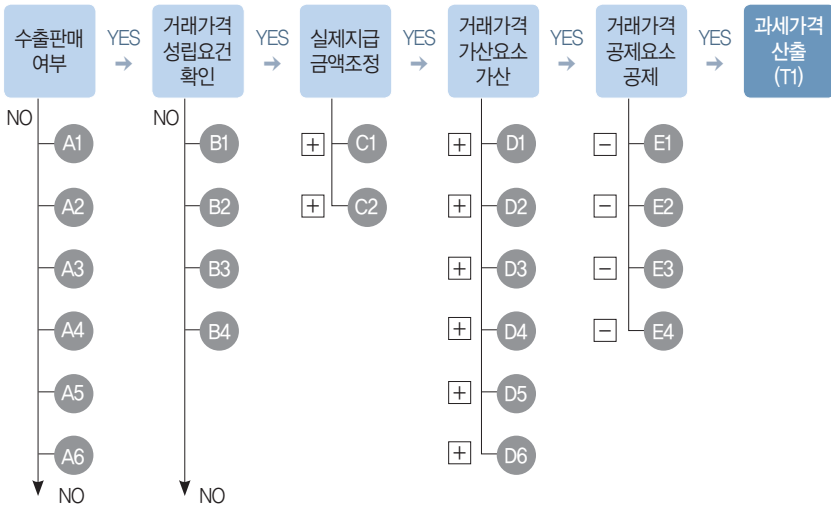 수출판매
여부
YES
→
거래가격
성립요건
확인
YES
→
실제지급
금액조정
YES
→
거래가격
가산요소
가산
YES
→
거래가격
공제요소
공제
YES
→
과세가격
산출
(T1)
NO
A1
A2
A3
A4
A5
A6
NO
NO
B1
B2
B3
B4
NO
+ C1
+ C2
+ D1
+ D2
+ D3
+ D4
+ D5
+ D6
− E1
− E2
− E3
− E4